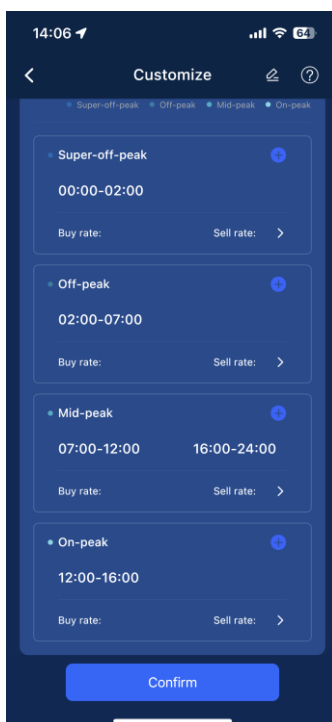 14:06 64
Customize
Super-off-peak Off-peak Mid-peak On-peak
Super-off-peak
00:00-02:00
Buy rate: Sell rate:
Off-peak
02:00-07:00
Buy rate: Sell rate:
Mid-peak
07:00-12:00 16:00-24:00
Buy rate: Sell rate:
On-peak
12:00-16:00
Buy rate: Sell rate:
Confirm